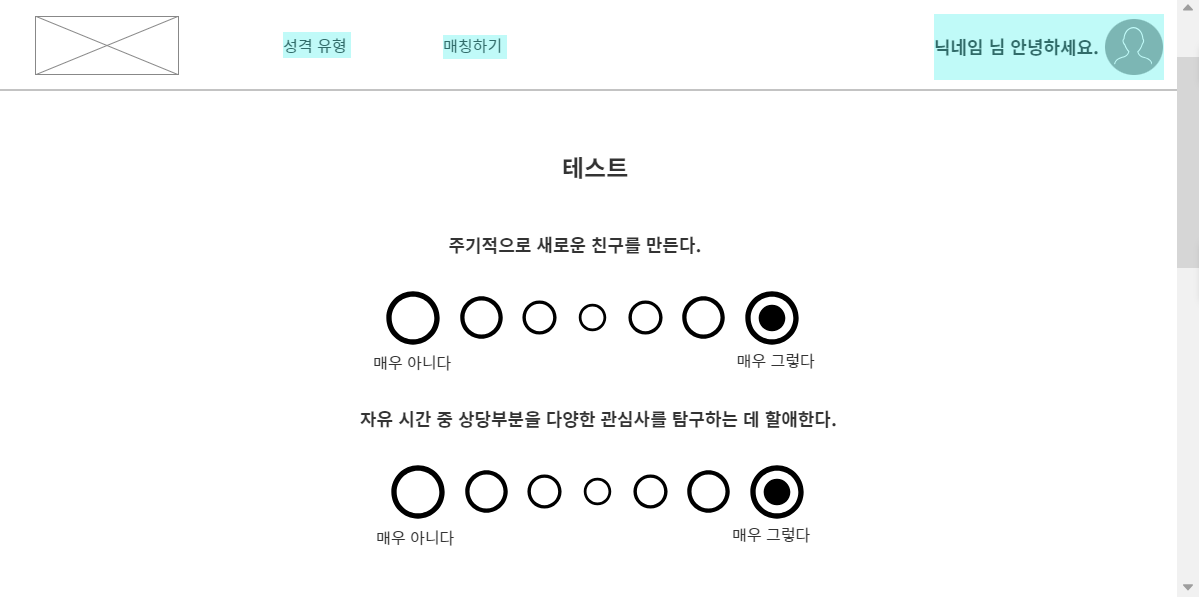 성격 유형
매칭하기
닉네임 님 안녕하세요.
테스트
주기적으로 새로운 친구를 만든다.
매우 아니다
매우 그렇다
자유 시간 중 상당부분을 다양한 관심사를 탐구하는 데 할애한다.
매우 아니다
매우 그렇다